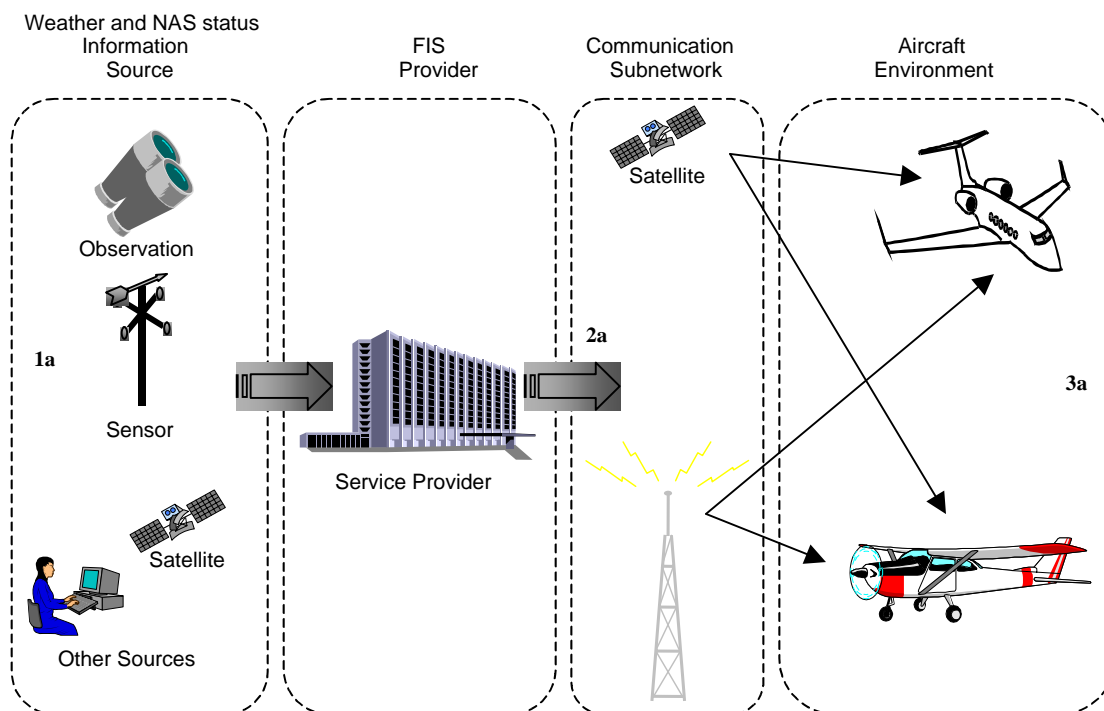 Weather and NAS status
Information
Source
FIS
Provider
Communication
Subnetwork
Aircraft
Environment
Observation
1a
Sensor
Satellite
Other Sources
Service Provider
Satellite
2a
3a